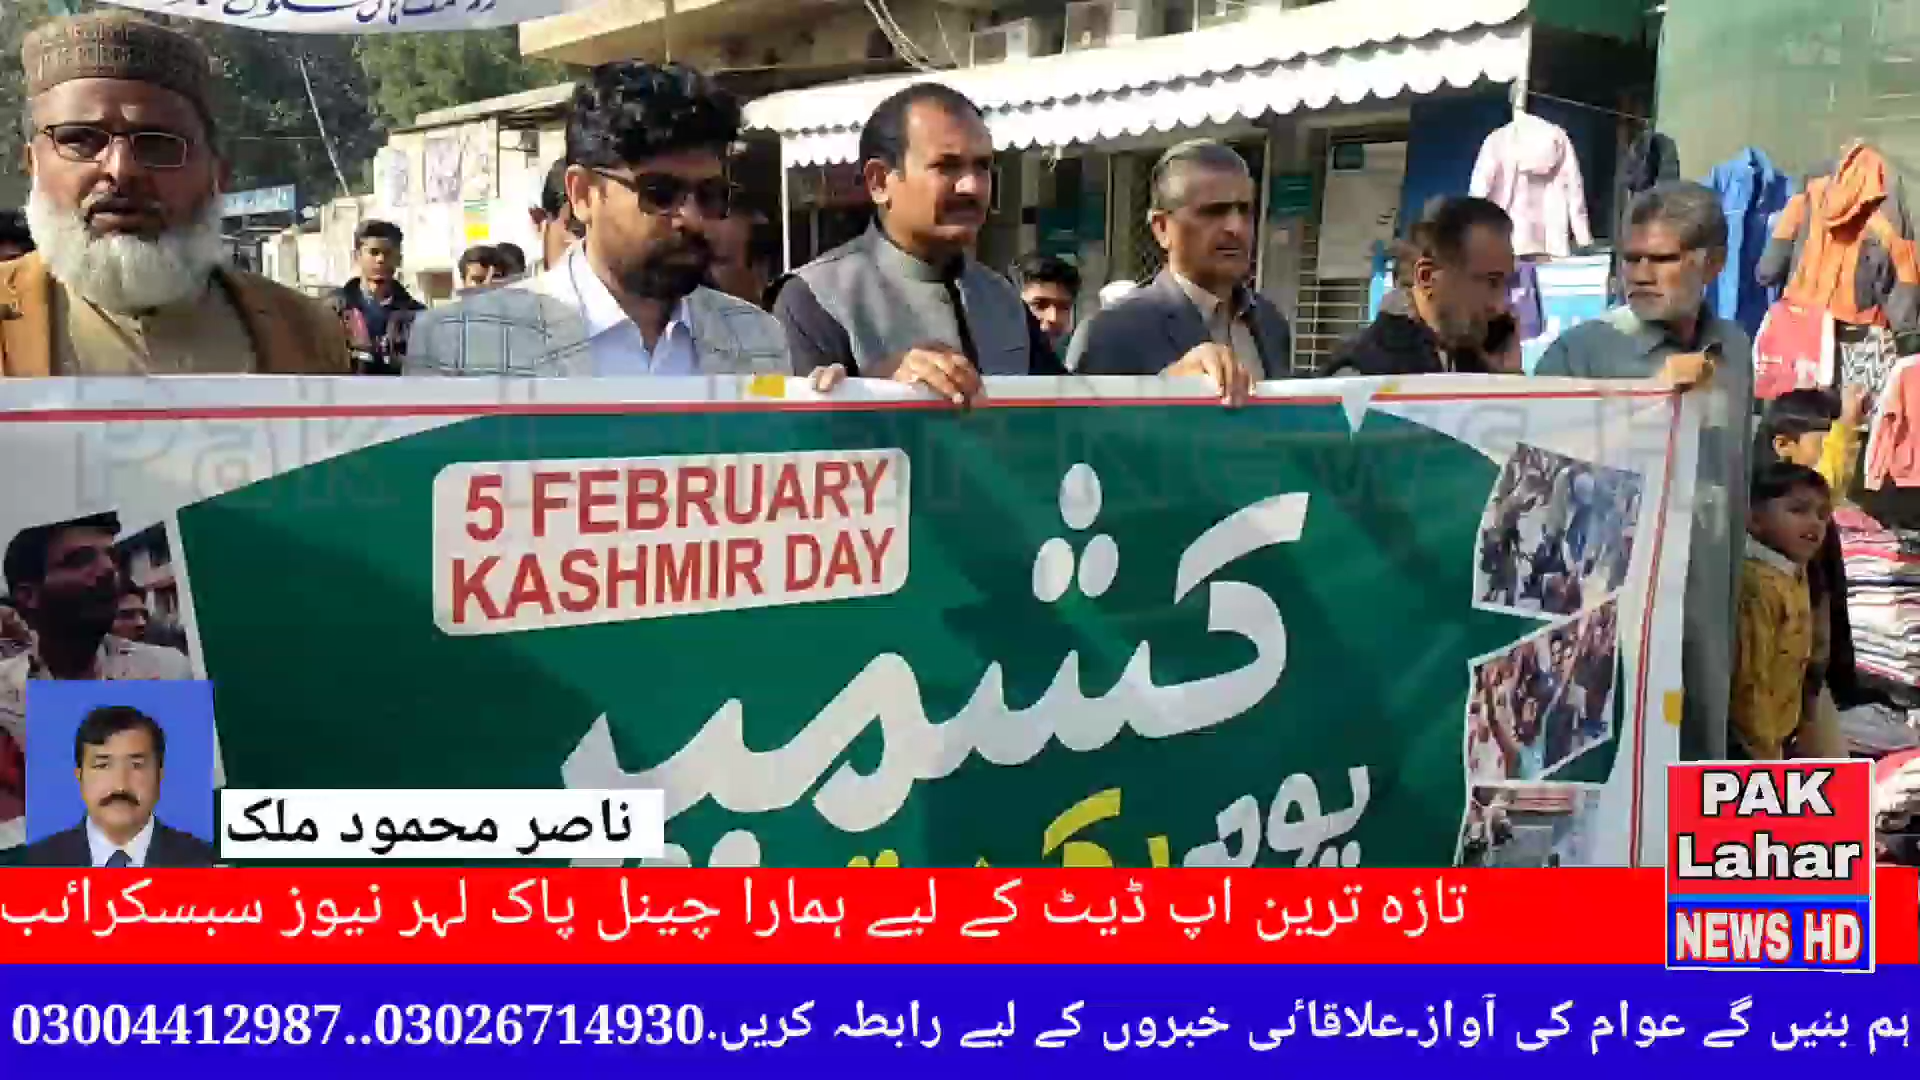 5 FEBRUARY
KASHMIR DAY
کشمیر
یوم
PAK
Lahar
NEWS HD
ناصر محمود ملک
تازہ ترین اپ ڈیٹ کے لیے ہمارا چینل پاک لہر نیوز سبسکرائب
ہم بنیں گے عوام کی آواز۔علاقائی خبروں کے لیے رابطہ کریں.03004412987..03026714930